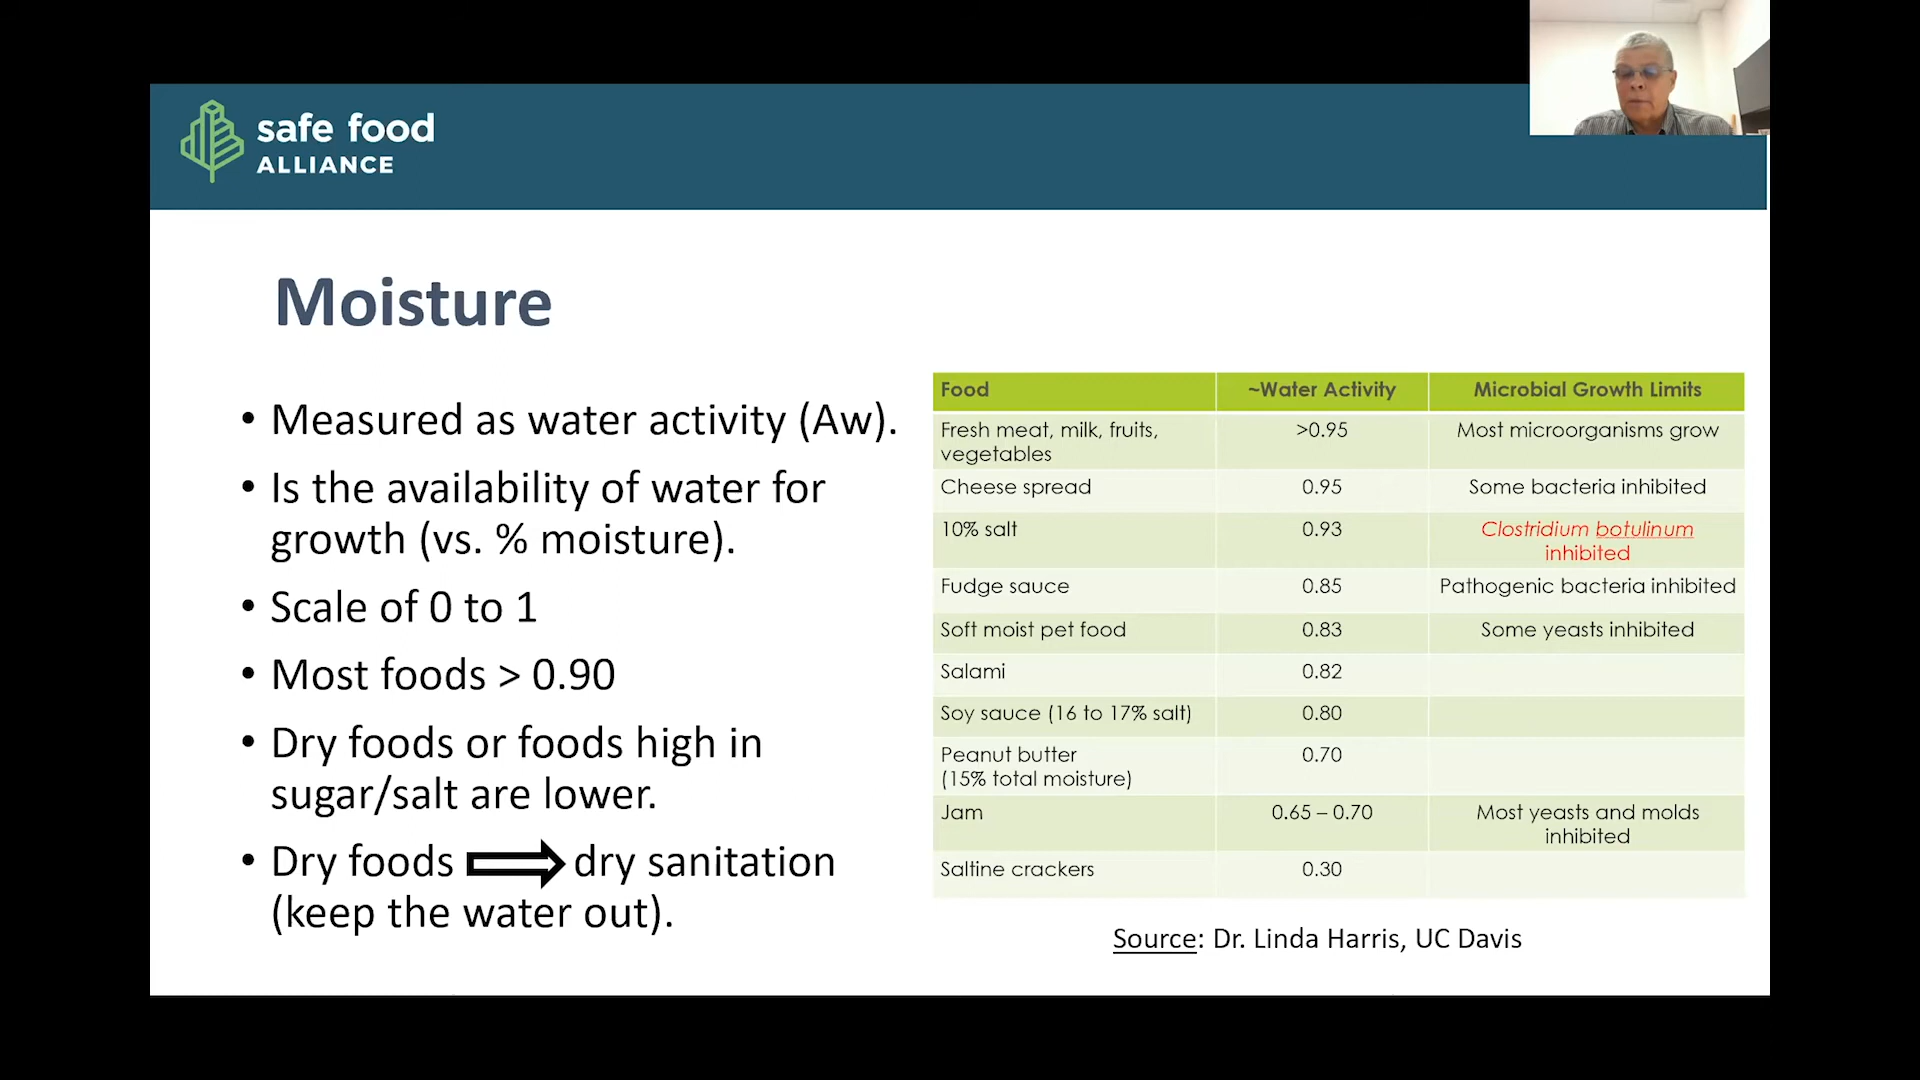 safe food
ALLIANCE
Moisture
• Measured as water activity (Aw).
• Is the availability of water for
growth (vs. % moisture).
• Scale of 0 to 1
• Most foods > 0.90
• Dry foods or foods high in
sugar/salt are lower.
• Dry foods dry sanitation
(keep the water out).
Food ~Water Activity Microbial Growth Limits
Fresh meat, milk, fruits, >0.95 Most microorganisms grow
vegetables
Cheese spread 0.95 Some bacteria inhibited
10% salt 0.93 Clostridium botulinum
inhibited
Fudge sauce 0.85 Pathogenic bacteria inhibited
Soft moist pet food 0.83 Some yeasts inhibited
Salami 0.82
Soy sauce (16 to 17% salt) 0.80
Peanut butter 0.70
(15% total moisture)
Jam 0.65 – 0.70 Most yeasts and molds
inhibited
Saltine crackers 0.30
Source: Dr. Linda Harris, UC Davis